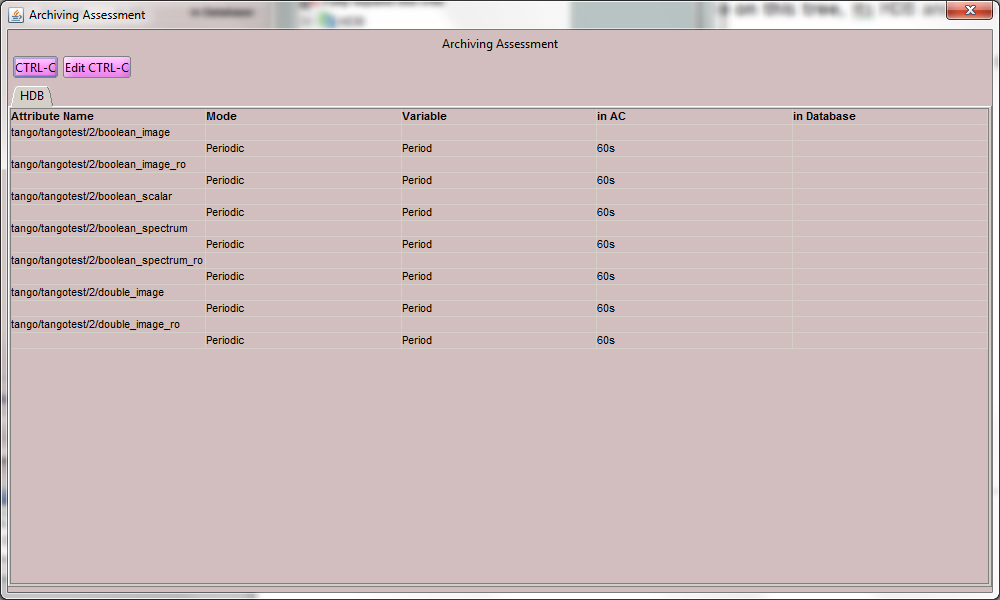 Archiving Assessment
Archiving Assessment
CTRL-C Edit CTRL-C
HDB
Attribute Name Mode Variable in AC in Database
tango/tangotest/2/boolean_image
Periodic Period 60s
tango/tangotest/2/boolean_image_ro
Periodic Period 60s
tango/tangotest/2/boolean_scalar
Periodic Period 60s
tango/tangotest/2/boolean_spectrum
Periodic Period 60s
tango/tangotest/2/boolean_spectrum_ro
Periodic Period 60s
tango/tangotest/2/double_image
Periodic Period 60s
tango/tangotest/2/double_image_ro
Periodic Period 60s